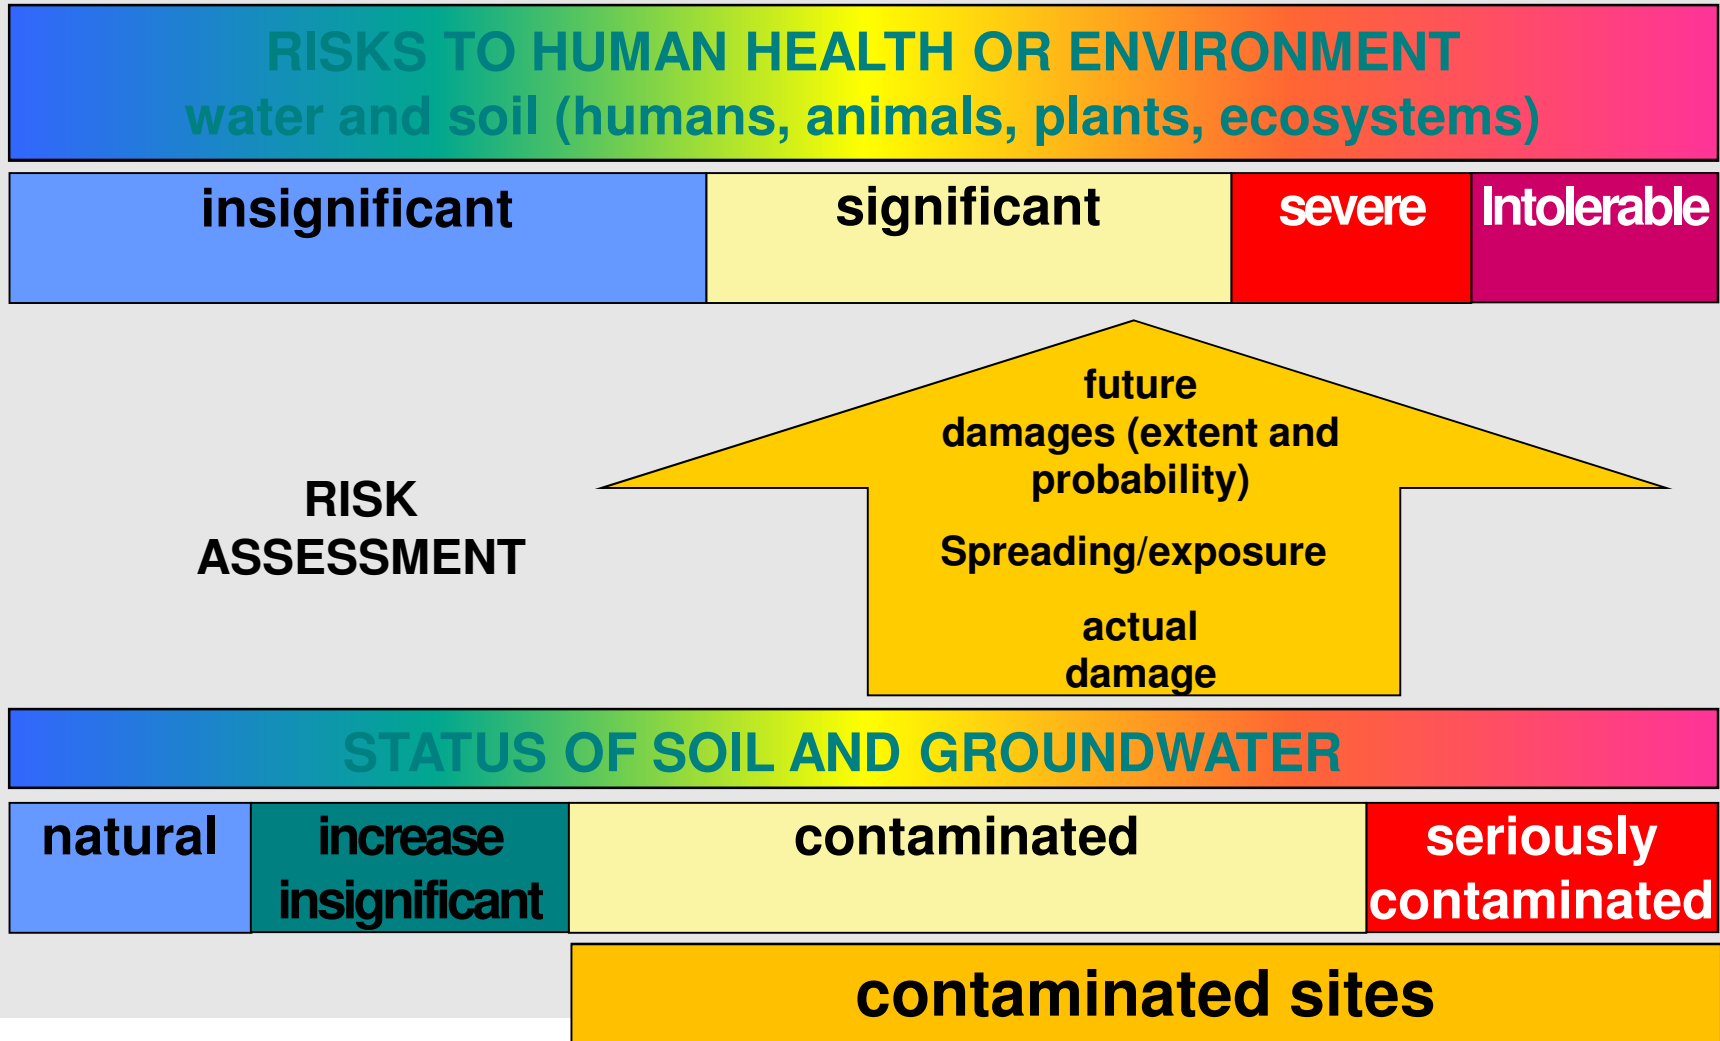 RISKS TO HUMAN HEALTH OR ENVIRONMENT
water and soil (humans, animals, plants, ecosystems)
insignificant
significant
severe
Intolerable
future
damages (extent and
probability)
RISK
ASSESSMENT
Spreading/exposure
actual
damage
STATUS OF SOIL AND GROUNDWATER
natural
increase
insignificant
contaminated
seriously
contaminated
contaminated sites